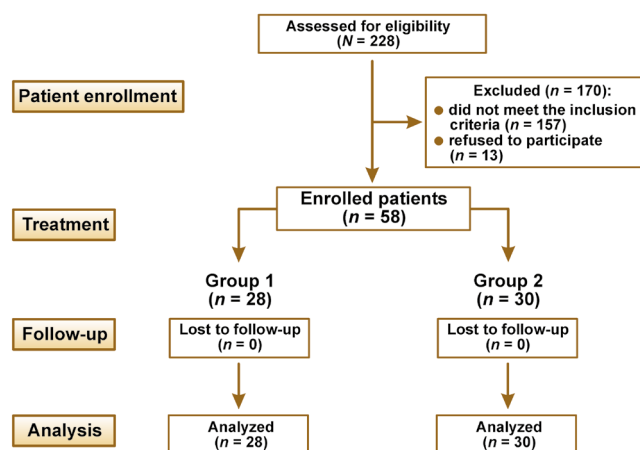 Assessed for eligibility
(N = 228)
Patient enrollment
Excluded (n = 170):
● did not meet the inclusion
criteria (n = 157)
● refused to participate
(n = 13)
Enrolled patients
(n = 58)
Treatment
Group 1
(n = 28)
Group 2
(n = 30)
Follow-up
Lost to follow-up
(n = 0)
Lost to follow-up
(n = 0)
Analysis
Analyzed
(n = 28)
Analyzed
(n = 30)